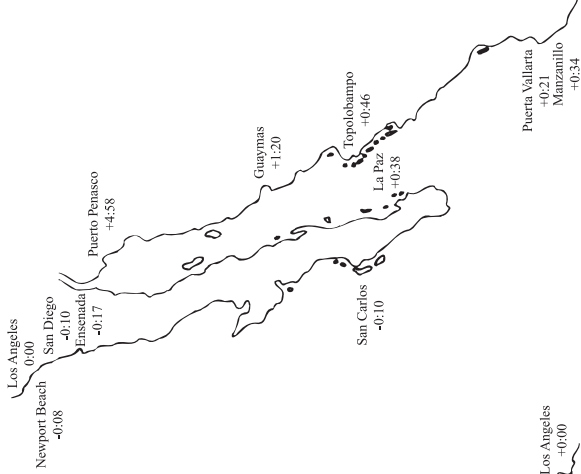 Los Angeles
0:00
Newport Beach
-0:08
San Diego
-0:10
Ensenada
-0:17
Puerto Penasco
+4:58
Guaymas
+1:20
Topolobampo
+0:46
La Paz
+0:38
San Carlos
-0:10
Puerta Vallarta
+0:21
Manzanillo
+0:34
Los Angeles
+0:00